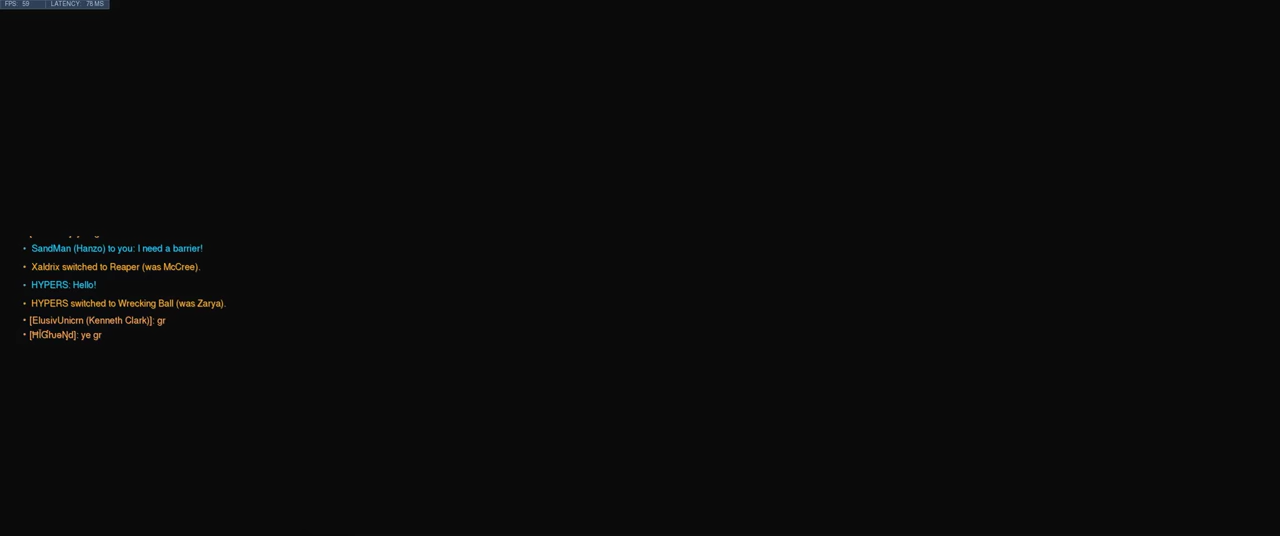 FPS: 59 LATENCY: 78 MS
• SandMan (Hanzo) to you: I need a barrier!
• Xaldrix switched to Reaper (was McCree).
• HYPERS: Hello!
• HYPERS switched to Wrecking Ball (was Zarya).
• [ElusivUnicrn (Kenneth Clark)]: gr
ye gr